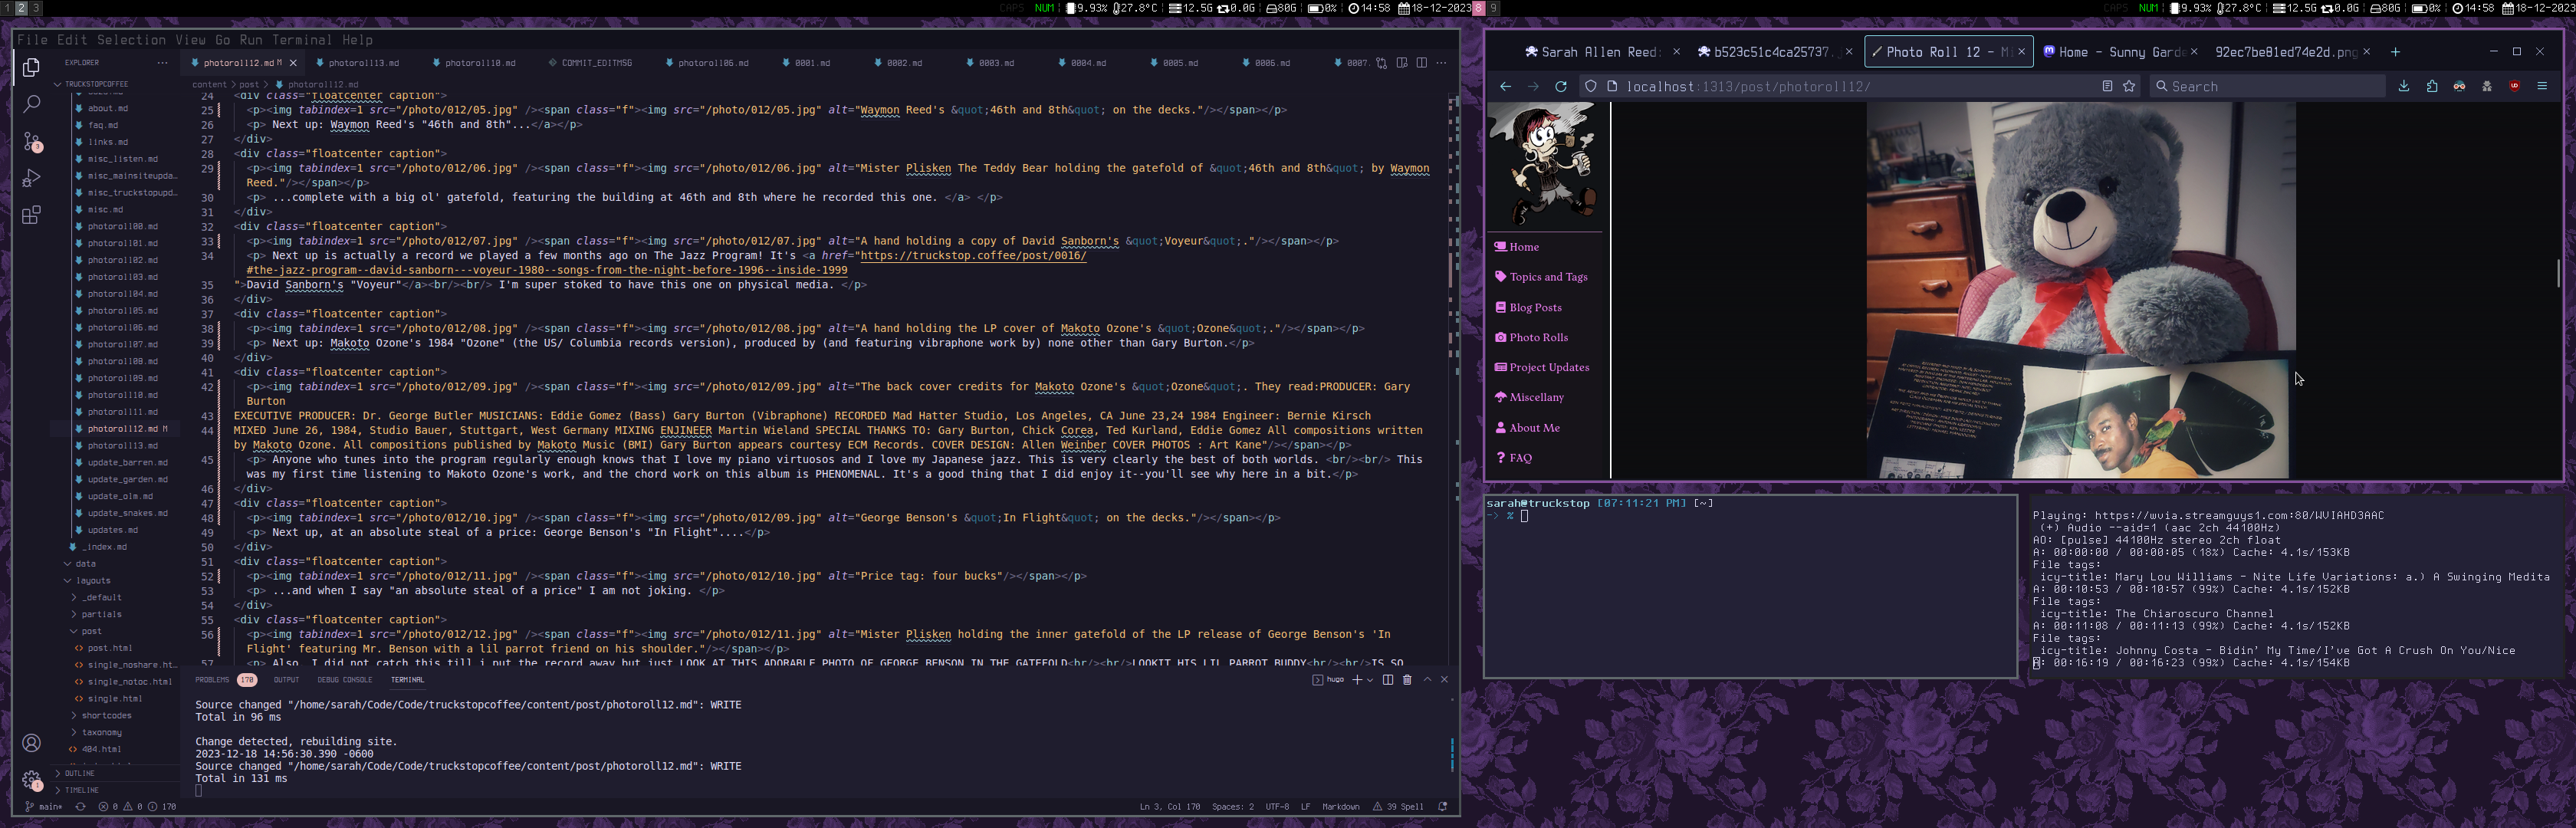 1 2 3
CAPS NUM 9.93% 27.8°C 12.5G 0.0G 80G 0% 14:58 18-12-2023 8 9
CAPS NUM 9.93% 27.8°C 12.5G 0.0G 80G 0% 14:58 18-12-2023
File Edit Selection View Go Run Terminal Help
EXPLORER
photoroll12.md M photoroll13.md photoroll10.md COMMIT_EDITMSG photoroll06.md 0001.md 0002.md 0003.md 0004.md 0005.md 0006.md 0007.
TRUCKSTOPCOFFEE
about.md
faq.md
links.md
misc_listen.md
misc_mainsiteupda...
misc_truckstopupd...
misc.md
photoroll00.md
photoroll01.md
photoroll02.md
photoroll03.md
photoroll04.md
photoroll05.md
photoroll06.md
photoroll07.md
photoroll08.md
photoroll09.md
photoroll10.md
photoroll11.md
photoroll12.md M
photoroll13.md
update_barren.md
update_garden.md
update_olm.md
update_snakes.md
updates.md
_index.md
data
layouts
_default
partials
post
post.html
single_noshare.ht...
single_notoc.html
single.html
shortcodes
taxonomy
404.html
OUTLINE
TIMELINE
content > post > photoroll12.md
24 <div class="floatcenter caption">
25 <p><img tabindex=1 src="/photo/012/05.jpg" /><span class="f"><img src="/photo/012/05.jpg" alt="Waymon Reed's &quot;46th and 8th&quot; on the decks."/></span></p>
26 <p> Next up: Waymon Reed's "46th and 8th"...</a></p>
27 </div>
28 <div class="floatcenter caption">
29 <p><img tabindex=1 src="/photo/012/06.jpg" /><span class="f"><img src="/photo/012/06.jpg" alt="Mister Plisken The Teddy Bear holding the gatefold of &quot;46th and 8th&quot; by Waymon
Reed."/></span></p>
30 <p> ...complete with a big ol' gatefold, featuring the building at 46th and 8th where he recorded this one. </a> </p>
31 </div>
32 <div class="floatcenter caption">
33 <p><img tabindex=1 src="/photo/012/07.jpg" /><span class="f"><img src="/photo/012/07.jpg" alt="A hand holding a copy of David Sanborn's &quot;Voyeur&quot;."/></span></p>
34 <p> Next up is actually a record we played a few months ago on The Jazz Program! It's <a href="https://truckstop.coffee/post/0016/
#the-jazz-program--david-sanborn---voyeur-1980--songs-from-the-night-before-1996--inside-1999
35 ">David Sanborn's "Voyeur"</a><br/><br/> I'm super stoked to have this one on physical media. </p>
36 </div>
37 <div class="floatcenter caption">
38 <p><img tabindex=1 src="/photo/012/08.jpg" /><span class="f"><img src="/photo/012/08.jpg" alt="A hand holding the LP cover of Makoto Ozone's &quot;Ozone&quot;."/></span></p>
39 <p> Next up: Makoto Ozone's 1984 "Ozone" (the US/ Columbia records version), produced by (and featuring vibraphone work by) none other than Gary Burton.</p>
40 </div>
41 <div class="floatcenter caption">
42 <p><img tabindex=1 src="/photo/012/09.jpg" /><span class="f"><img src="/photo/012/09.jpg" alt="The back cover credits for Makoto Ozone's &quot;Ozone&quot;. They read:PRODUCER: Gary
Burton
43 EXECUTIVE PRODUCER: Dr. George Butler MUSICIANS: Eddie Gomez (Bass) Gary Burton (Vibraphone) RECORDED Mad Hatter Studio, Los Angeles, CA June 23,24 1984 Engineer: Bernie Kirsch
44 MIXED June 26, 1984, Studio Bauer, Stuttgart, West Germany MIXING ENJINEER Martin Wieland SPECIAL THANKS TO: Gary Burton, Chick Corea, Ted Kurland, Eddie Gomez All compositions written
by Makoto Ozone. All compositions published by Makoto Music (BMI) Gary Burton appears courtesy ECM Records. COVER DESIGN: Allen Weinber COVER PHOTOS : Art Kane"/></span></p>
45 <p> Anyone who tunes into the program regularly enough knows that I love my piano virtuosos and I love my Japanese jazz. This is very clearly the best of both worlds. <br/><br/> This
was my first time listening to Makoto Ozone's work, and the chord work on this album is PHENOMENAL. It's a good thing that I did enjoy it--you'll see why here in a bit.</p>
46 </div>
47 <div class="floatcenter caption">
48 <p><img tabindex=1 src="/photo/012/10.jpg" /><span class="f"><img src="/photo/012/09.jpg" alt="George Benson's &quot;In Flight&quot; on the decks."/></span></p>
49 <p> Next up, at an absolute steal of a price: George Benson's "In Flight"....</p>
50 </div>
51 <div class="floatcenter caption">
52 <p><img tabindex=1 src="/photo/012/11.jpg" /><span class="f"><img src="/photo/012/10.jpg" alt="Price tag: four bucks"/></span></p>
53 <p> ...and when I say "an absolute steal of a price" I am not joking. </p>
54 </div>
55 <div class="floatcenter caption">
56 <p><img tabindex=1 src="/photo/012/12.jpg" /><span class="f"><img src="/photo/012/11.jpg" alt="Mister Plisken holding the inner gatefold of the LP release of George Benson's 'In
Flight' featuring Mr. Benson with a lil parrot friend on his shoulder."/></span></p>
57 <p> Also, I did not catch this till i put the record away but just LOOK AT THIS ADORABLE PHOTO OF GEORGE BENSON IN THE GATEFOLD<br/><br/>LOOKIT HIS LIL PARROT BUDDY<br/><br/>IS SO
PROBLEMS 170 OUTPUT DEBUG CONSOLE TERMINAL
hugo
Source changed "/home/sarah/Code/Code/truckstopcoffee/content/post/photoroll12.md": WRITE
Total in 96 ms
Change detected, rebuilding site.
2023-12-18 14:56:30.390 -0600
Source changed "/home/sarah/Code/Code/truckstopcoffee/content/post/photoroll12.md": WRITE
Total in 131 ms
main* 0 0 170
Ln 3, Col 170 Spaces: 2 UTF-8 LF Markdown 39 Spell
Sarah Allen Reed: b523c51c4ca25737. Photo Roll 12 - Mi Home - Sunny Garde 92ec7be81ed74e2d.png
localhost:1313/post/photoroll12/
Search
Home
Topics and Tags
Blog Posts
Photo Rolls
Project Updates
Miscellany
About Me
FAQ
sarah@truckstop [07:11:21 PM] [~]
-> %
Playing: https://wvia.streamguys1.com:80/WVIAHD3AAC
(+) Audio --aid=1 (aac 2ch 44100Hz)
AO: [pulse] 44100Hz stereo 2ch float
A: 00:00:00 / 00:00:05 (18%) Cache: 4.1s/153KB
File tags:
icy-title: Mary Lou Williams - Nite Life Variations: a.) A Swinging Medita
A: 00:10:53 / 00:10:57 (99%) Cache: 4.1s/152KB
File tags:
icy-title: The Chiaroscuro Channel
A: 00:11:08 / 00:11:13 (99%) Cache: 4.1s/152KB
File tags:
icy-title: Johnny Costa - Bidin' My Time/I've Got A Crush On You/Nice
A: 00:16:19 / 00:16:23 (99%) Cache: 4.1s/154KB